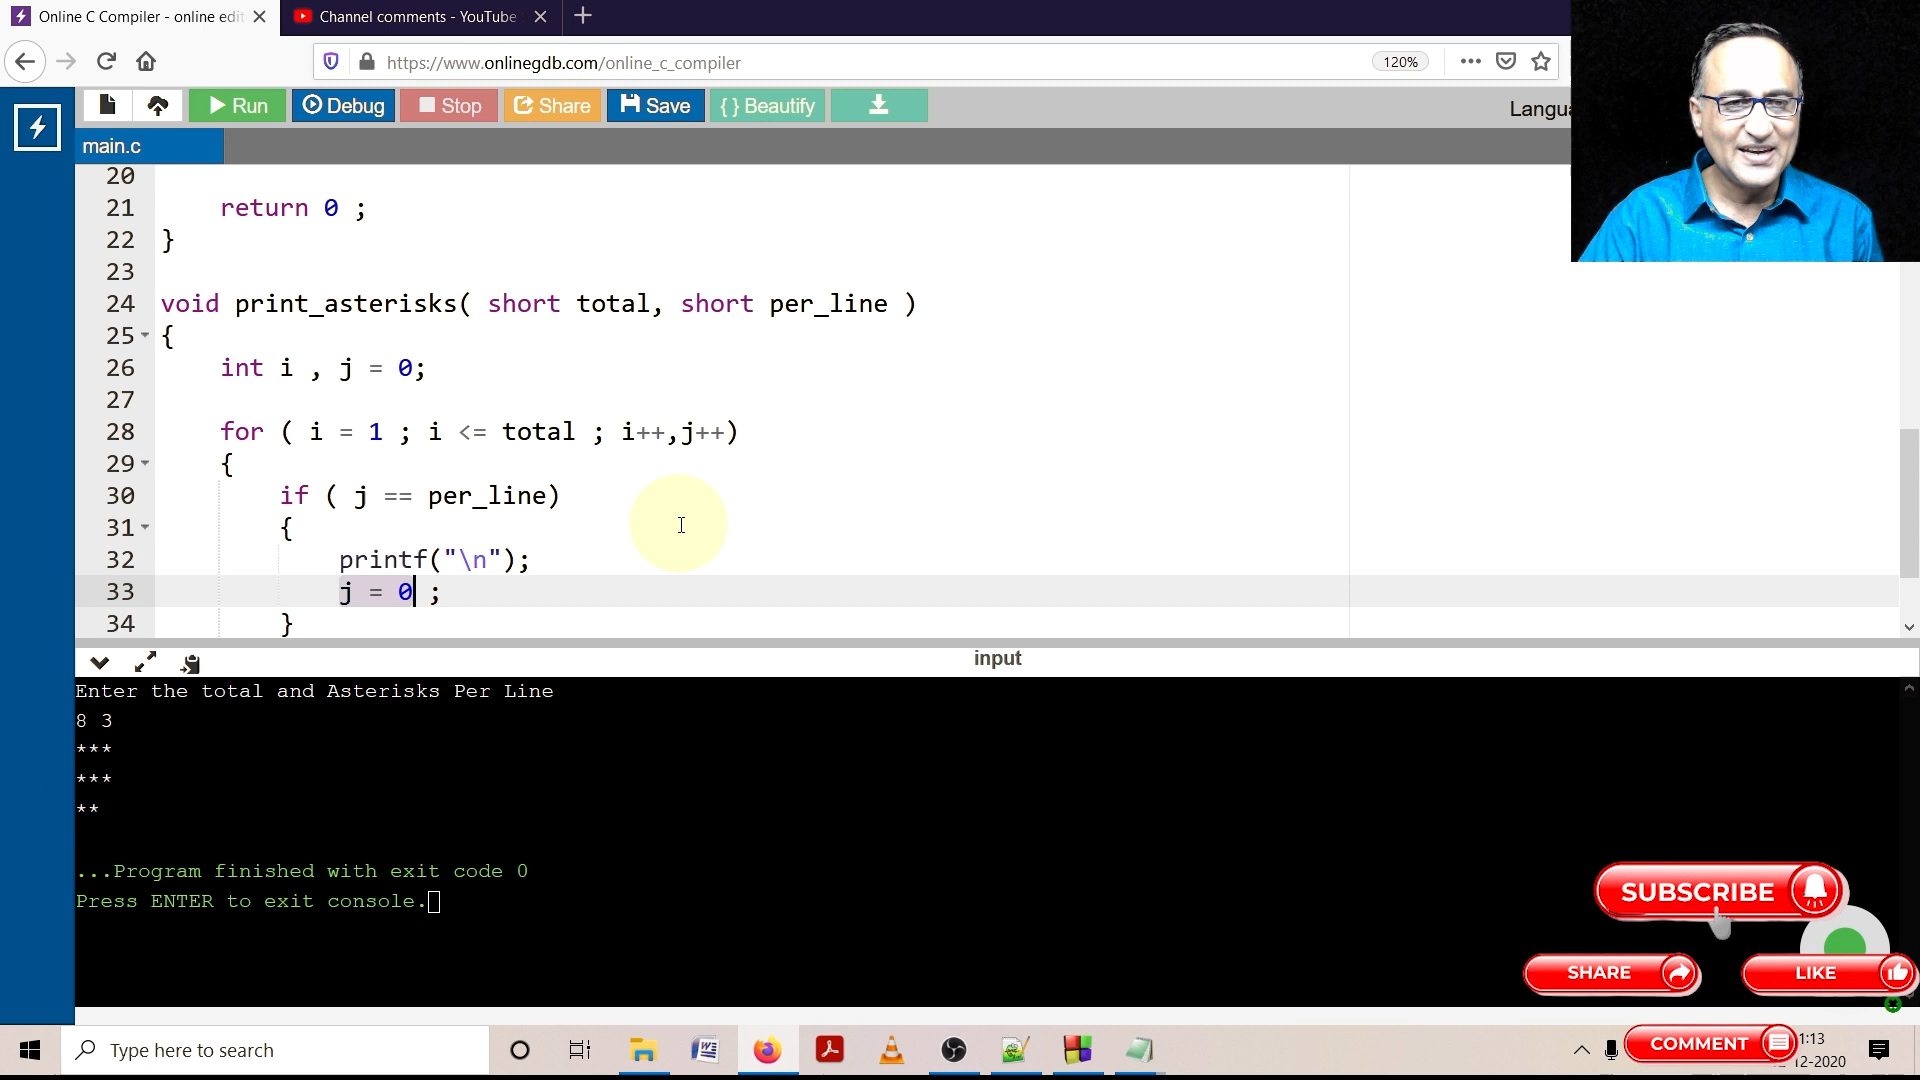 Online C Compiler - online edit
Channel comments - YouTube
https://www.onlinegdb.com/online_c_compiler
120%
Run
Debug
Stop
Share
Save
{ } Beautify
Langua
main.c
20
21 return 0 ;
22 }
23
24 void print_asterisks( short total, short per_line )
25 {
26 int i , j = 0;
27
28 for ( i = 1 ; i <= total ; i++,j++)
29 {
30 if ( j == per_line)
31 {
32 printf("\n");
33 j = 0 ;
34 }
input
Enter the total and Asterisks Per Line
8 3
***
***
**
...Program finished with exit code 0
Press ENTER to exit console.
SUBSCRIBE
SHARE
LIKE
Type here to search
COMMENT
1:13
12-2020